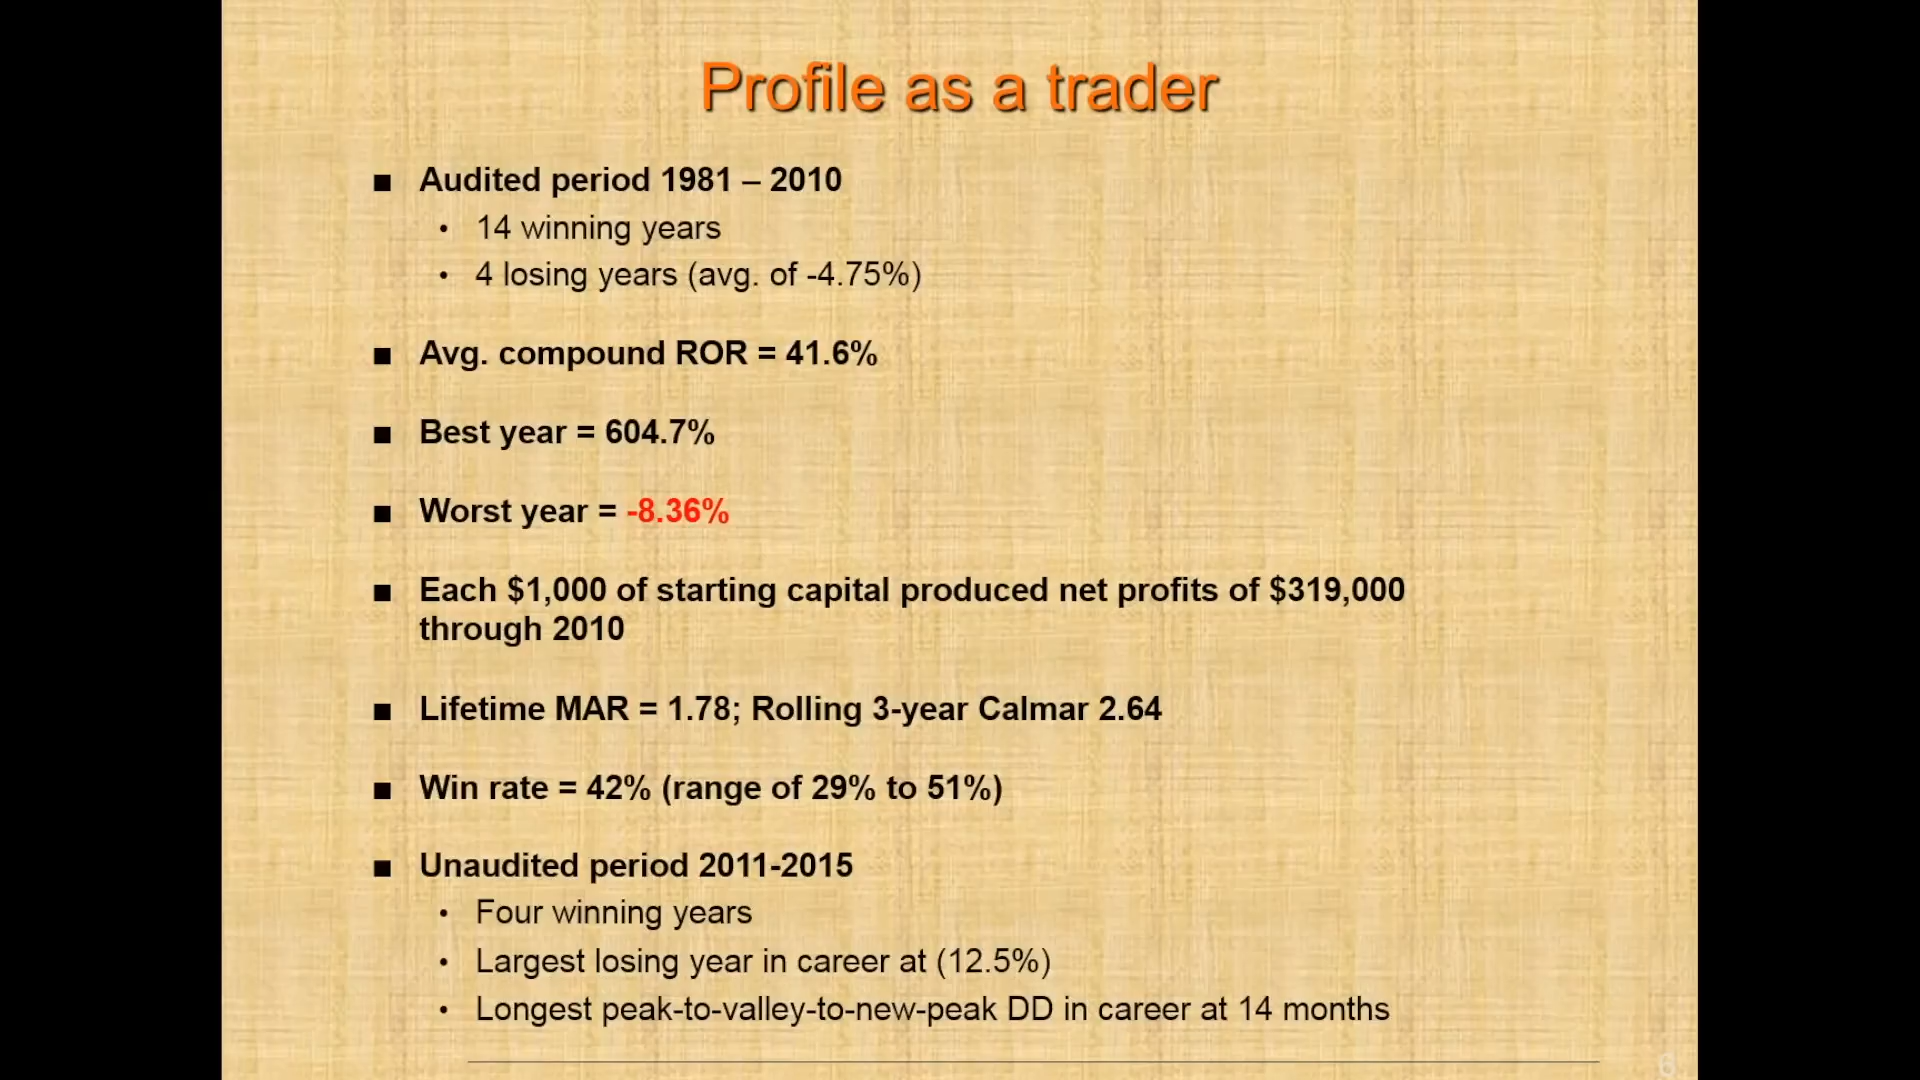 Profile as a trader
■ Audited period 1981 – 2010
• 14 winning years
• 4 losing years (avg. of -4.75%)
■ Avg. compound ROR = 41.6%
■ Best year = 604.7%
■ Worst year = -8.36%
■ Each $1,000 of starting capital produced net profits of $319,000
through 2010
■ Lifetime MAR = 1.78; Rolling 3-year Calmar 2.64
■ Win rate = 42% (range of 29% to 51%)
■ Unaudited period 2011-2015
• Four winning years
• Largest losing year in career at (12.5%)
• Longest peak-to-valley-to-new-peak DD in career at 14 months
6